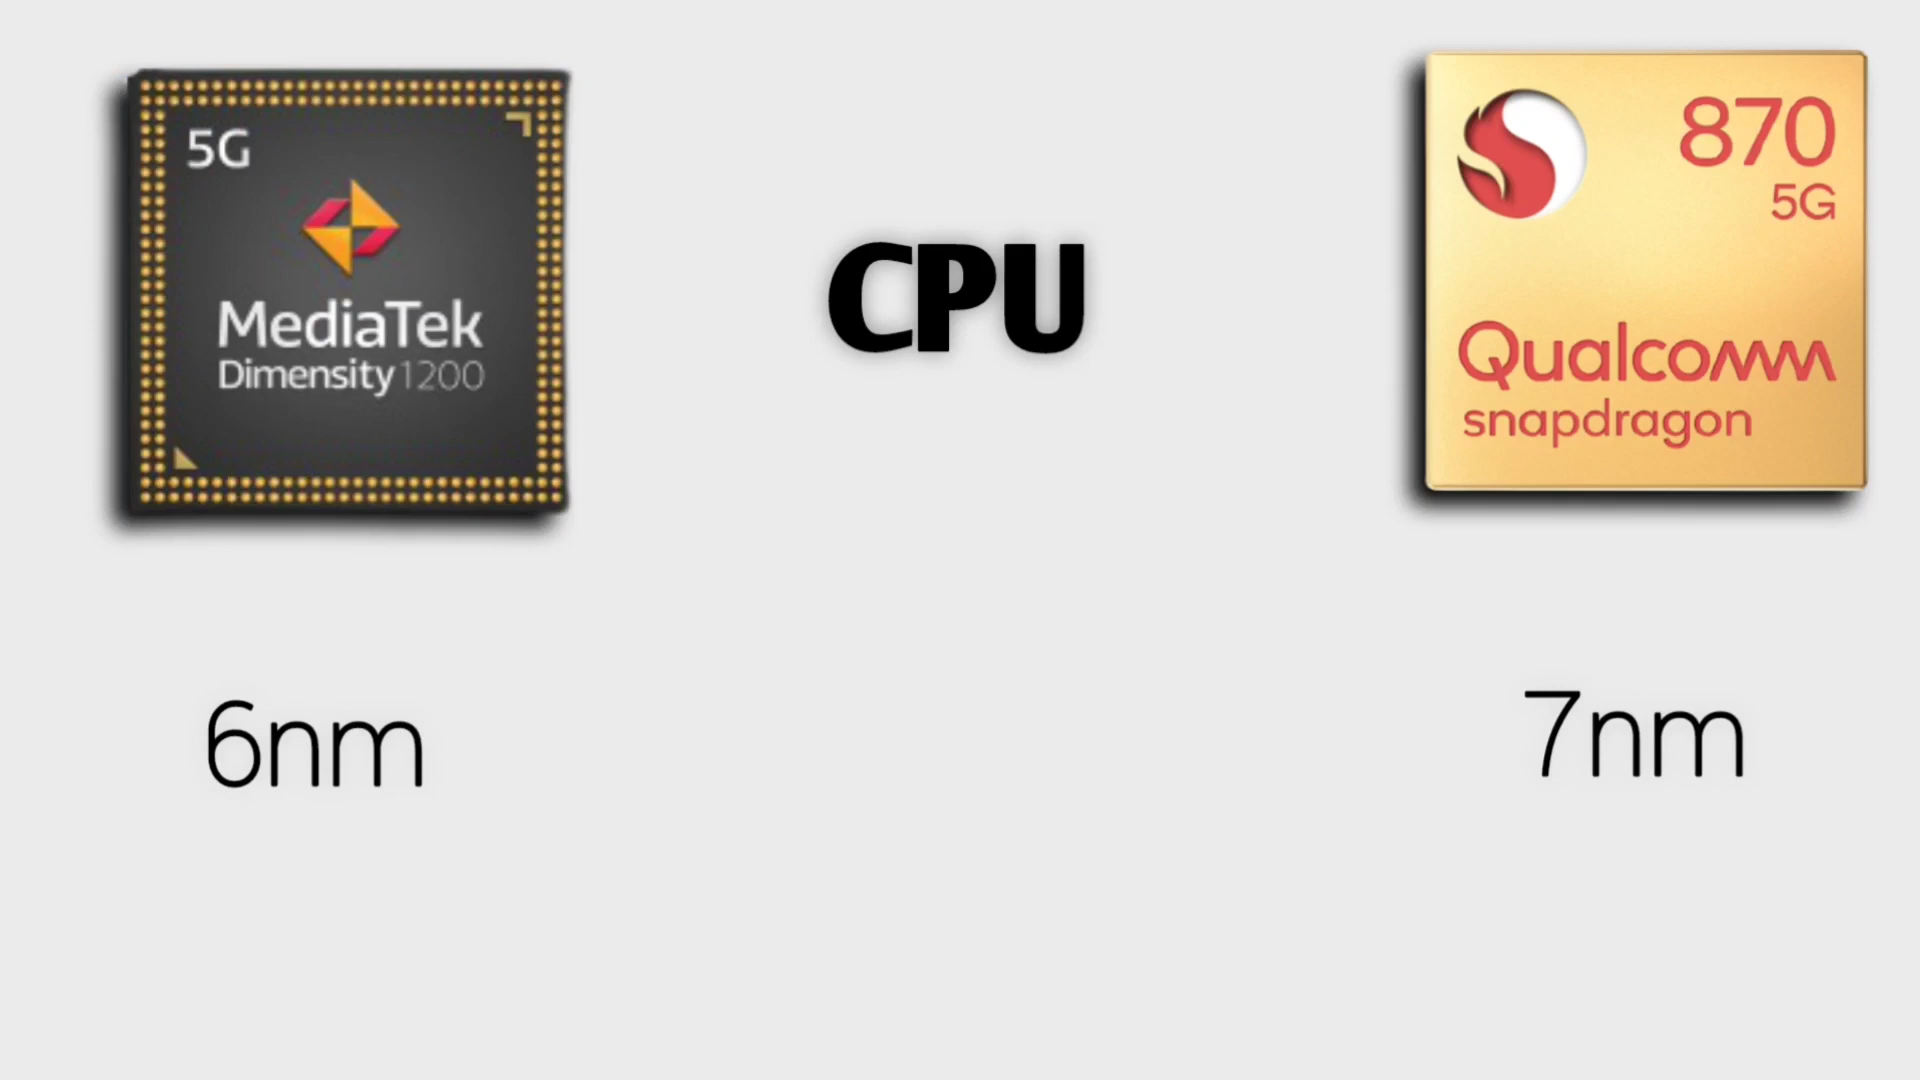 5G
MediaTek
Dimensity 1200
CPU
870
5G
Qualcomm
snapdragon
6nm
7nm